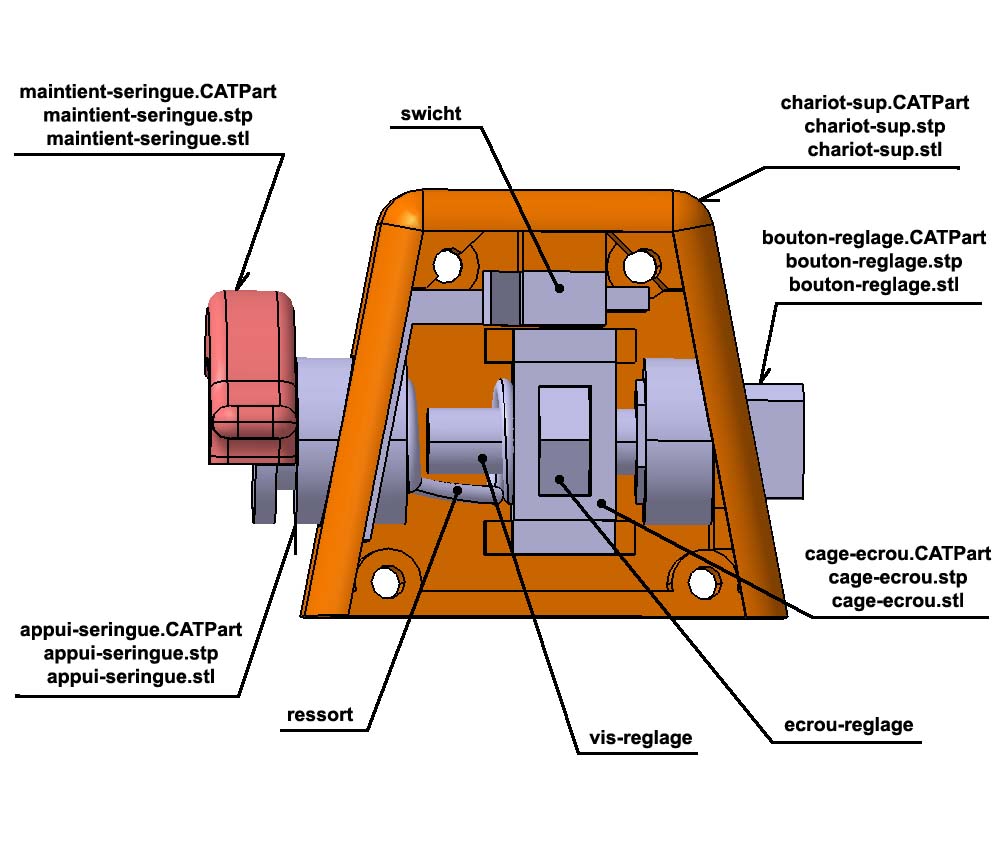 maintient-seringue.CATPart
maintient-seringue.stp
maintient-seringue.stl
swicht
chariot-sup.CATPart
chariot-sup.stp
chariot-sup.stl
bouton-reglage.CATPart
bouton-reglage.stp
bouton-reglage.stl
cage-ecrou.CATPart
cage-ecrou.stp
cage-ecrou.stl
appui-seringue.CATPart
appui-seringue.stp
appui-seringue.stl
ressort
vis-reglage
ecrou-reglage